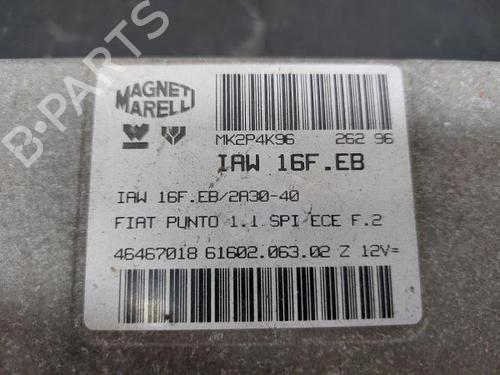 MAGNETI
MARELLI
MK2P4K96 262 96
IAW 16F.EB
IAW 16F.EB/2A30-40
FIAT PUNTO 1.1 SPI ECE F.2
46467018 61602.063.02 Z 12V=
B-PARTS